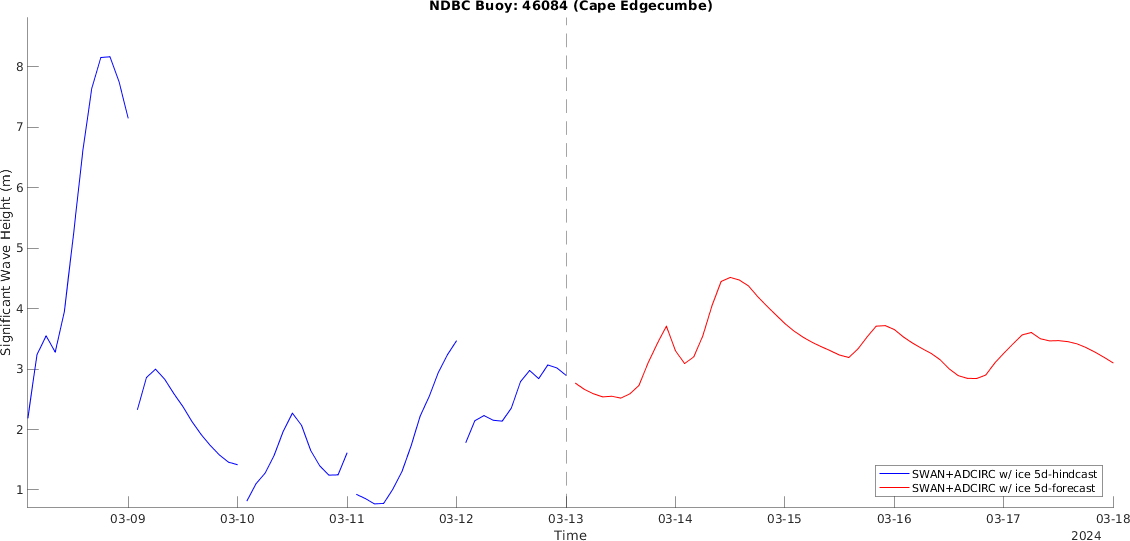 NDBC Buoy: 46084 (Cape Edgecumbe)
Significant Wave Height (m)
8
7
6
5
4
3
2
1
SWAN+ADCIRC w/ ice 5d-hindcast
SWAN+ADCIRC w/ ice 5d-forecast
03-09 03-10 03-11 03-12 03-13 03-14 03-15 03-16 03-17 03-18
Time
2024